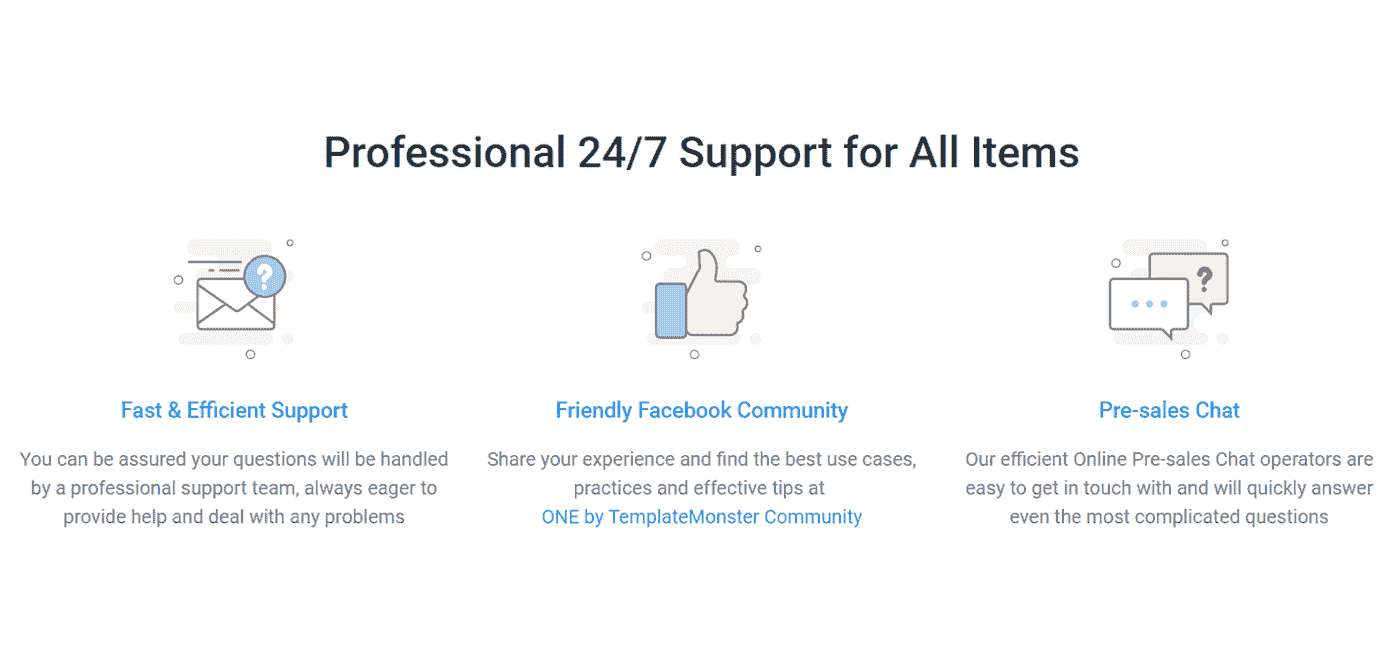 Professional 24/7 Support for All Items
?
?
Fast & Efficient Support
You can be assured your questions will be handled
by a professional support team, always eager to
provide help and deal with any problems
Friendly Facebook Community
Share your experience and find the best use cases,
practices and effective tips at
ONE by TemplateMonster Community
Pre-sales Chat
Our efficient Online Pre-sales Chat operators are
easy to get in touch with and will quickly answer
even the most complicated questions